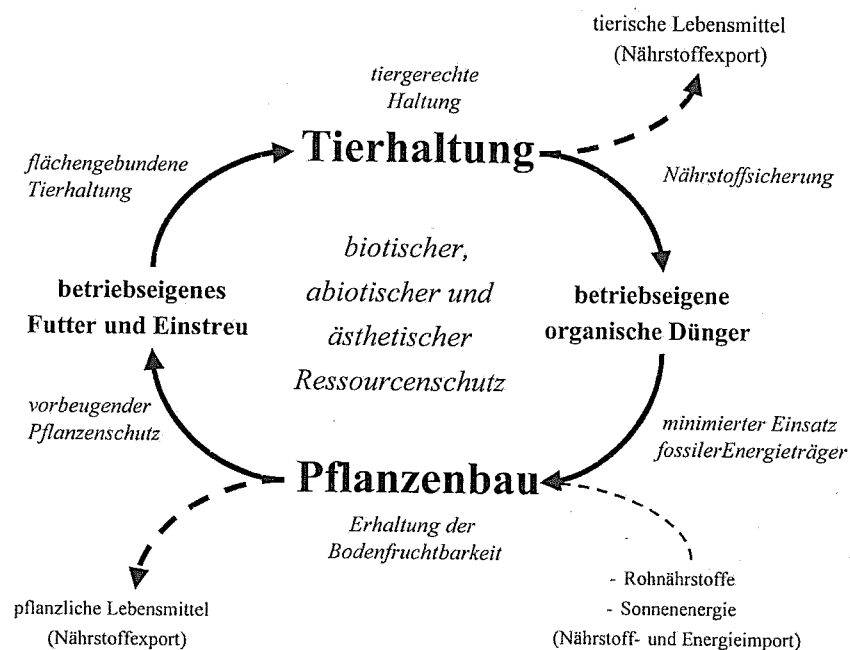 tierische Lebensmittel
(Nährstoffexport)
tiergerechte
Haltung
Tierhaltung
flächengebundene
Tierhaltung
Nährstoffsicherung
biotischer,
abiotischer und
ästhetischer
Ressourcenschutz
betriebseigenes
Futter und Einstreu
betriebseigene
organische Dünger
vorbeugender
Pflanzenschutz
minimierter Einsatz
fossilerEnergieträger
Pflanzenbau
Erhaltung der
Bodenfruchtbarkeit
pflanzliche Lebensmittel
(Nährstoffexport)
- Rohnährstoffe
- Sonnenenergie
(Nährstoff- und Energieimport)